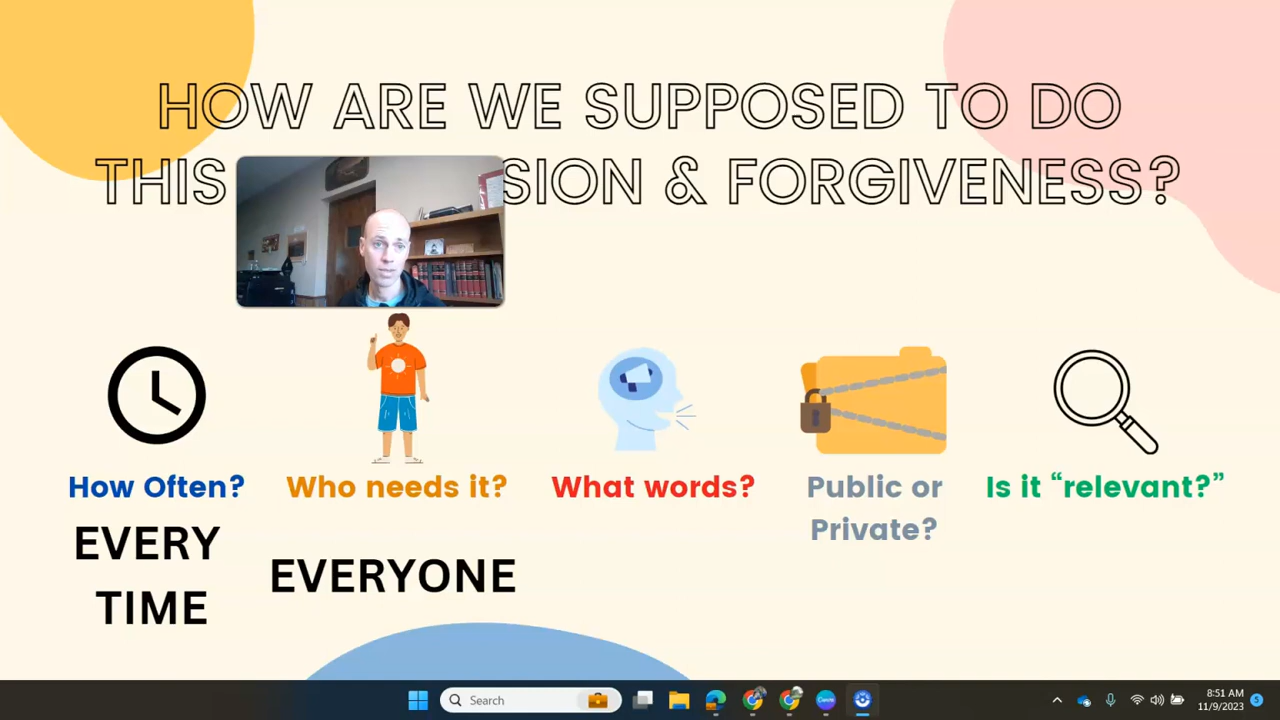 HOW ARE WE SUPPOSED TO DO
THIS SION & FORGIVENESS?
How Often?
EVERY
TIME
Who needs it?
EVERYONE
What words?
Public or
Private?
Is it “relevant?”
Search
8:51 AM
11/9/2023
5